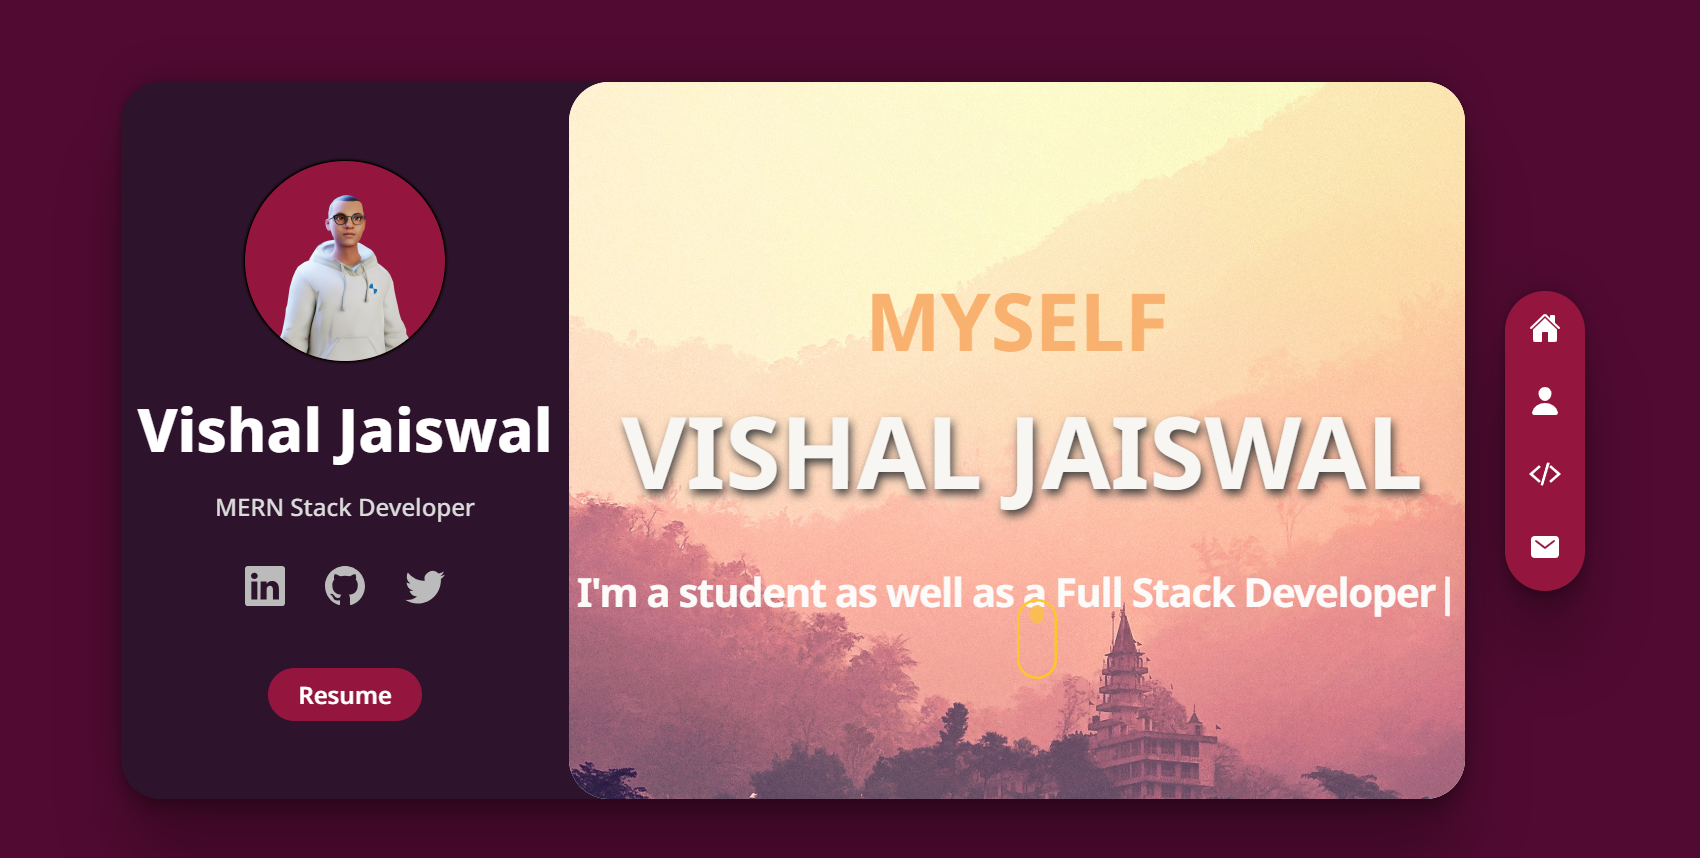 Vishal Jaiswal
MERN Stack Developer
Resume
MYSELF
VISHAL JAISWAL
I'm a student as well as a Full Stack Developer|